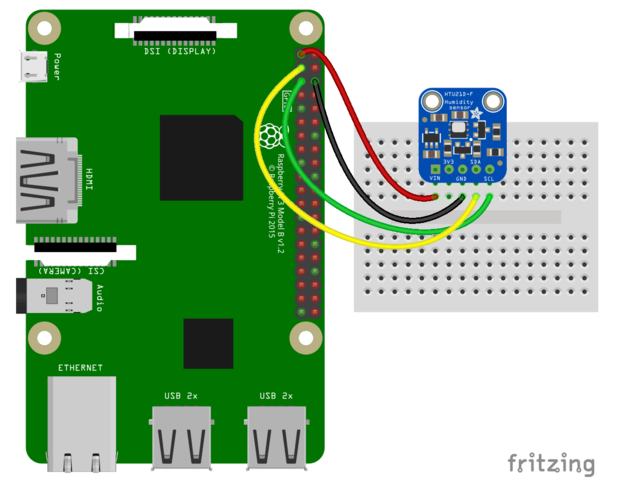 DSI (DISPLAY)
Power
HDMI
GPIO
Raspberry Pi 3 Model B v1.2
© Raspberry Pi 2015
HTU21D-F
Humidity
sensor
3V3
SDA
VIN
GND
SCL
CSI (CAMERA)
Audio
ETHERNET
USB 2x
USB 2x
fritzing